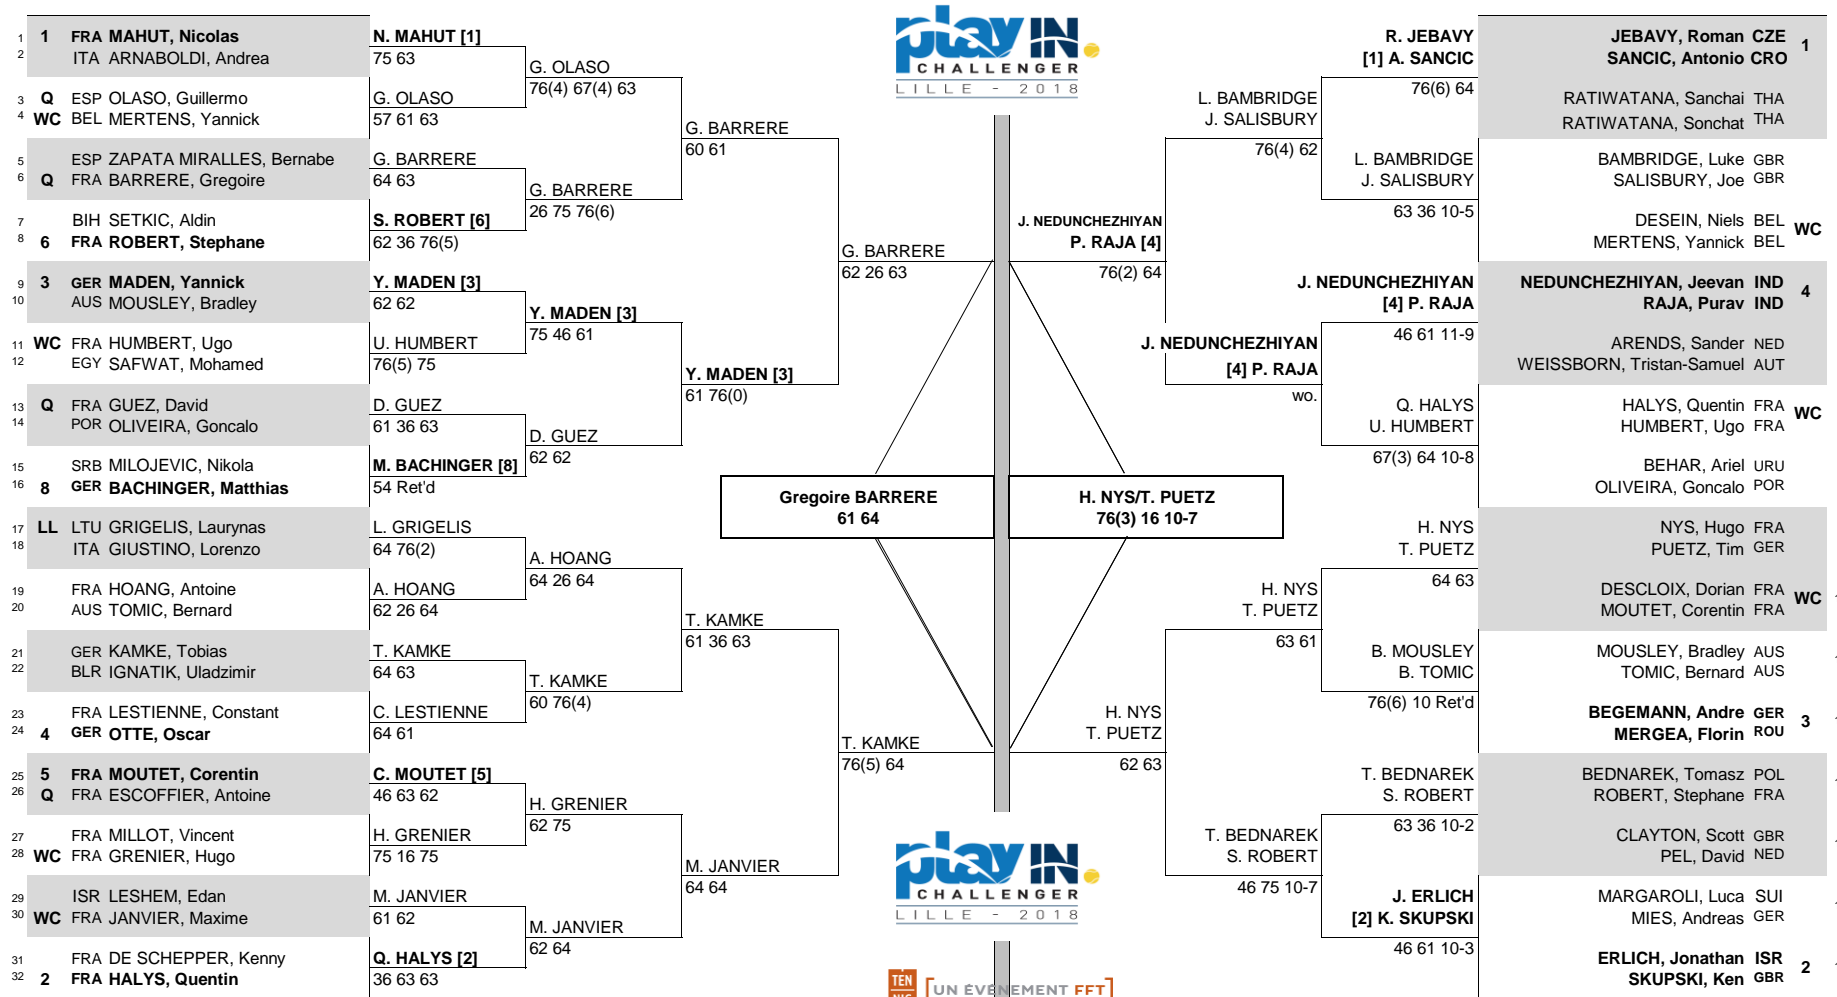 play IN
CHALLENGER
LILLE - 2018
1 1 FRA MAHUT, Nicolas
2 ITA ARNABOLDI, Andrea
3 Q ESP OLASO, Guillermo
4 WC BEL MERTENS, Yannick
5 ESP ZAPATA MIRALLES, Bernabe
6 Q FRA BARRERE, Gregoire
7 BIH SETKIC, Aldin
8 6 FRA ROBERT, Stephane
9 3 GER MADEN, Yannick
10 AUS MOUSLEY, Bradley
11 WC FRA HUMBERT, Ugo
12 EGY SAFWAT, Mohamed
13 Q FRA GUEZ, David
14 POR OLIVEIRA, Goncalo
15 SRB MILOJEVIC, Nikola
16 8 GER BACHINGER, Matthias
17 LL LTU GRIGELIS, Laurynas
18 ITA GIUSTINO, Lorenzo
19 FRA HOANG, Antoine
20 AUS TOMIC, Bernard
21 GER KAMKE, Tobias
22 BLR IGNATIK, Uladzimir
23 FRA LESTIENNE, Constant
24 4 GER OTTE, Oscar
25 5 FRA MOUTET, Corentin
26 Q FRA ESCOFFIER, Antoine
27 FRA MILLOT, Vincent
28 WC FRA GRENIER, Hugo
29 ISR LESHEM, Edan
30 WC FRA JANVIER, Maxime
31 FRA DE SCHEPPER, Kenny
32 2 FRA HALYS, Quentin
N. MAHUT [1]
75 63
G. OLASO
57 61 63
G. BARRERE
64 63
S. ROBERT [6]
62 36 76(5)
Y. MADEN [3]
62 62
U. HUMBERT
76(5) 75
D. GUEZ
61 36 63
M. BACHINGER [8]
54 Ret'd
L. GRIGELIS
64 76(2)
A. HOANG
62 26 64
T. KAMKE
64 63
C. LESTIENNE
64 61
C. MOUTET [5]
46 63 62
H. GRENIER
75 16 75
M. JANVIER
61 62
Q. HALYS [2]
36 63 63
G. OLASO
76(4) 67(4) 63
G. BARRERE
26 75 76(6)
Y. MADEN [3]
75 46 61
D. GUEZ
62 62
A. HOANG
64 26 64
T. KAMKE
60 76(4)
H. GRENIER
62 75
M. JANVIER
62 64
G. BARRERE
60 61
Y. MADEN [3]
61 76(0)
T. KAMKE
61 36 63
M. JANVIER
64 64
G. BARRERE
62 26 63
T. KAMKE
76(5) 64
Gregoire BARRERE
61 64
H. NYS/T. PUETZ
76(3) 16 10-7
J. NEDUNCHEZHIYAN
P. RAJA [4]
76(2) 64
H. NYS
T. PUETZ
62 63
L. BAMBRIDGE
J. SALISBURY
76(4) 62
J. NEDUNCHEZHIYAN
[4] P. RAJA
wo.
H. NYS
T. PUETZ
63 61
T. BEDNAREK
S. ROBERT
46 75 10-7
R. JEBAVY
[1] A. SANCIC
76(6) 64
L. BAMBRIDGE
J. SALISBURY
63 36 10-5
J. NEDUNCHEZHIYAN
[4] P. RAJA
46 61 11-9
Q. HALYS
U. HUMBERT
67(3) 64 10-8
H. NYS
T. PUETZ
64 63
B. MOUSLEY
B. TOMIC
76(6) 10 Ret'd
T. BEDNAREK
S. ROBERT
63 36 10-2
J. ERLICH
[2] K. SKUPSKI
46 61 10-3
JEBAVY, Roman CZE 1
SANCIC, Antonio CRO
RATIWATANA, Sanchai THA
RATIWATANA, Sonchat THA
BAMBRIDGE, Luke GBR
SALISBURY, Joe GBR
DESEIN, Niels BEL WC
MERTENS, Yannick BEL
NEDUNCHEZHIYAN, Jeevan IND 4
RAJA, Purav IND
ARENDS, Sander NED
WEISSBORN, Tristan-Samuel AUT
HALYS, Quentin FRA WC
HUMBERT, Ugo FRA
BEHAR, Ariel URU
OLIVEIRA, Goncalo POR
NYS, Hugo FRA
PUETZ, Tim GER
DESCLOIX, Dorian FRA WC
MOUTET, Corentin FRA
MOUSLEY, Bradley AUS
TOMIC, Bernard AUS
BEGEMANN, Andre GER 3
MERGEA, Florin ROU
BEDNAREK, Tomasz POL
ROBERT, Stephane FRA
CLAYTON, Scott GBR
PEL, David NED
MARGAROLI, Luca SUI
MIES, Andreas GER
ERLICH, Jonathan ISR 2
SKUPSKI, Ken GBR
play IN
CHALLENGER
LILLE - 2018
TEN
[UN ÉVÉNEMENT FFT]